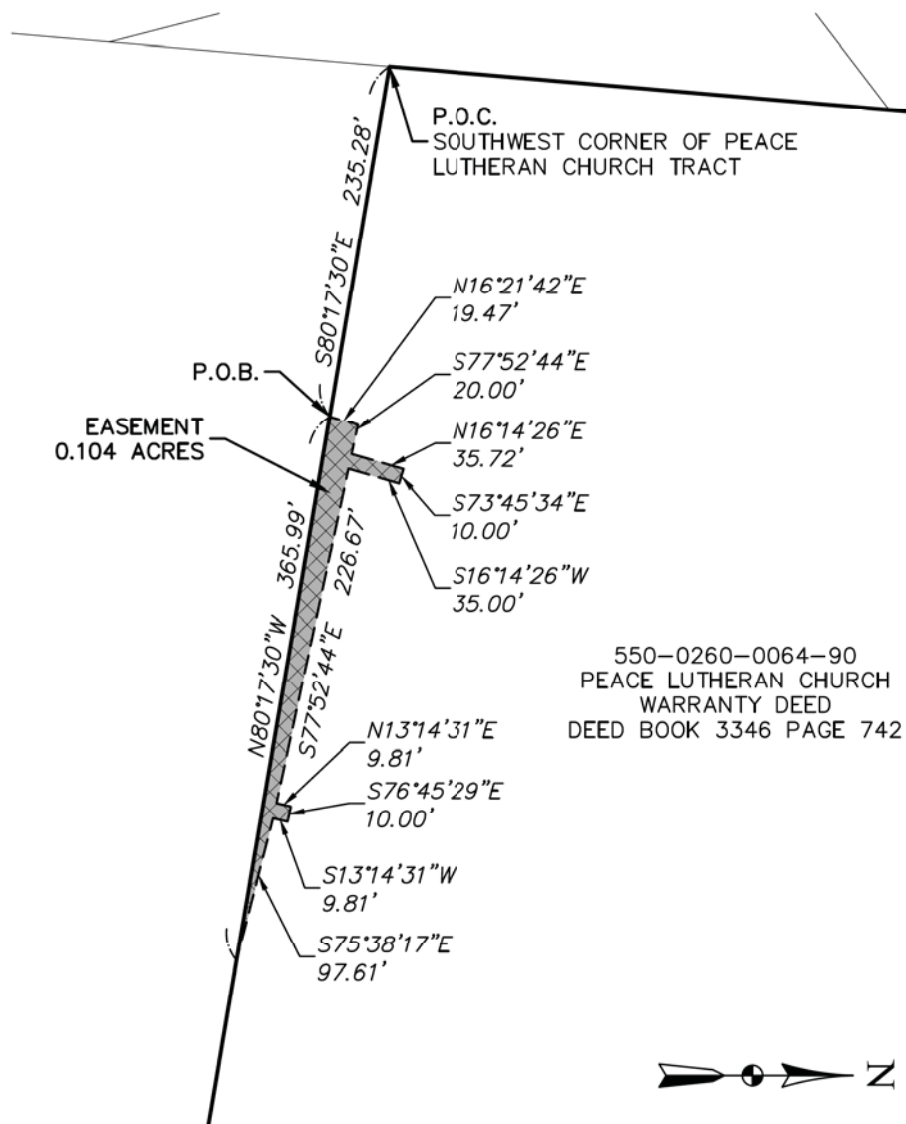 P.O.C.
SOUTHWEST CORNER OF PEACE
LUTHERAN CHURCH TRACT
S80°17'30"E 235.28'
N16°21'42"E
19.47'
S77°52'44"E
20.00'
P.O.B.
EASEMENT
0.104 ACRES
N16°14'26"E
35.72'
S73°45'34"E
10.00'
S16°14'26"W
35.00'
N80°17'30"W 365.99'
S77°52'44"E 226.67'
550-0260-0064-90
PEACE LUTHERAN CHURCH
WARRANTY DEED
DEED BOOK 3346 PAGE 742
N13°14'31"E
9.81'
S76°45'29"E
10.00'
S13°14'31"W
9.81'
S75°38'17"E
97.61'
N